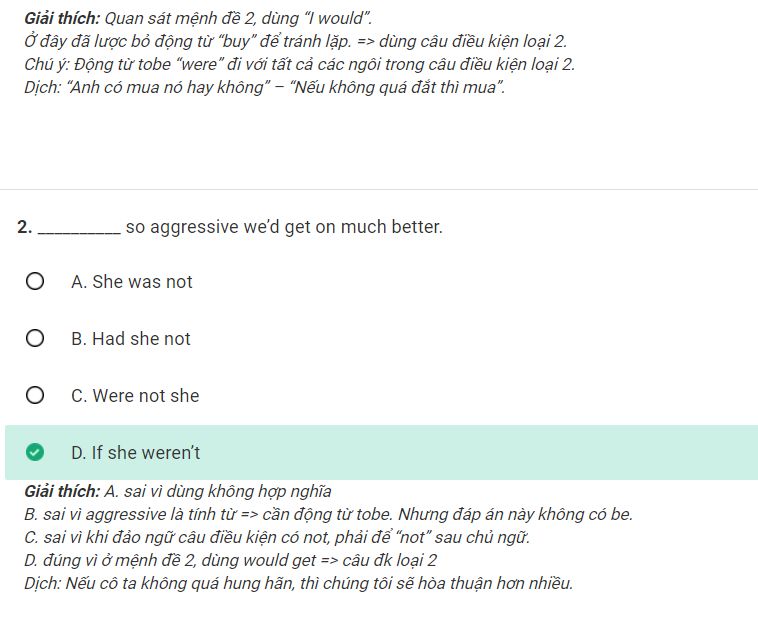 Giải thích: Quan sát mệnh đề 2, dùng “I would”.
Ở đây đã lược bỏ động từ “buy” để tránh lặp. => dùng câu điều kiện loại 2.
Chú ý: Động từ tobe “were” đi với tất cả các ngôi trong câu điều kiện loại 2.
Dịch: “Anh có mua nó hay không” – “Nếu không quá đắt thì mua”.
2. __________ so aggressive we’d get on much better.
A. She was not
B. Had she not
C. Were not she
D. If she weren’t
Giải thích: A. sai vì dùng không hợp nghĩa
B. sai vì aggressive là tính từ => cần động từ tobe. Nhưng đáp án này không có be.
C. sai vì khi đảo ngữ câu điều kiện có not, phải để “not” sau chủ ngữ.
D. đúng vì ở mệnh đề 2, dùng would get => câu đk loại 2
Dịch: Nếu cô ta không quá hung hãn, thì chúng tôi sẽ hòa thuận hơn nhiều.